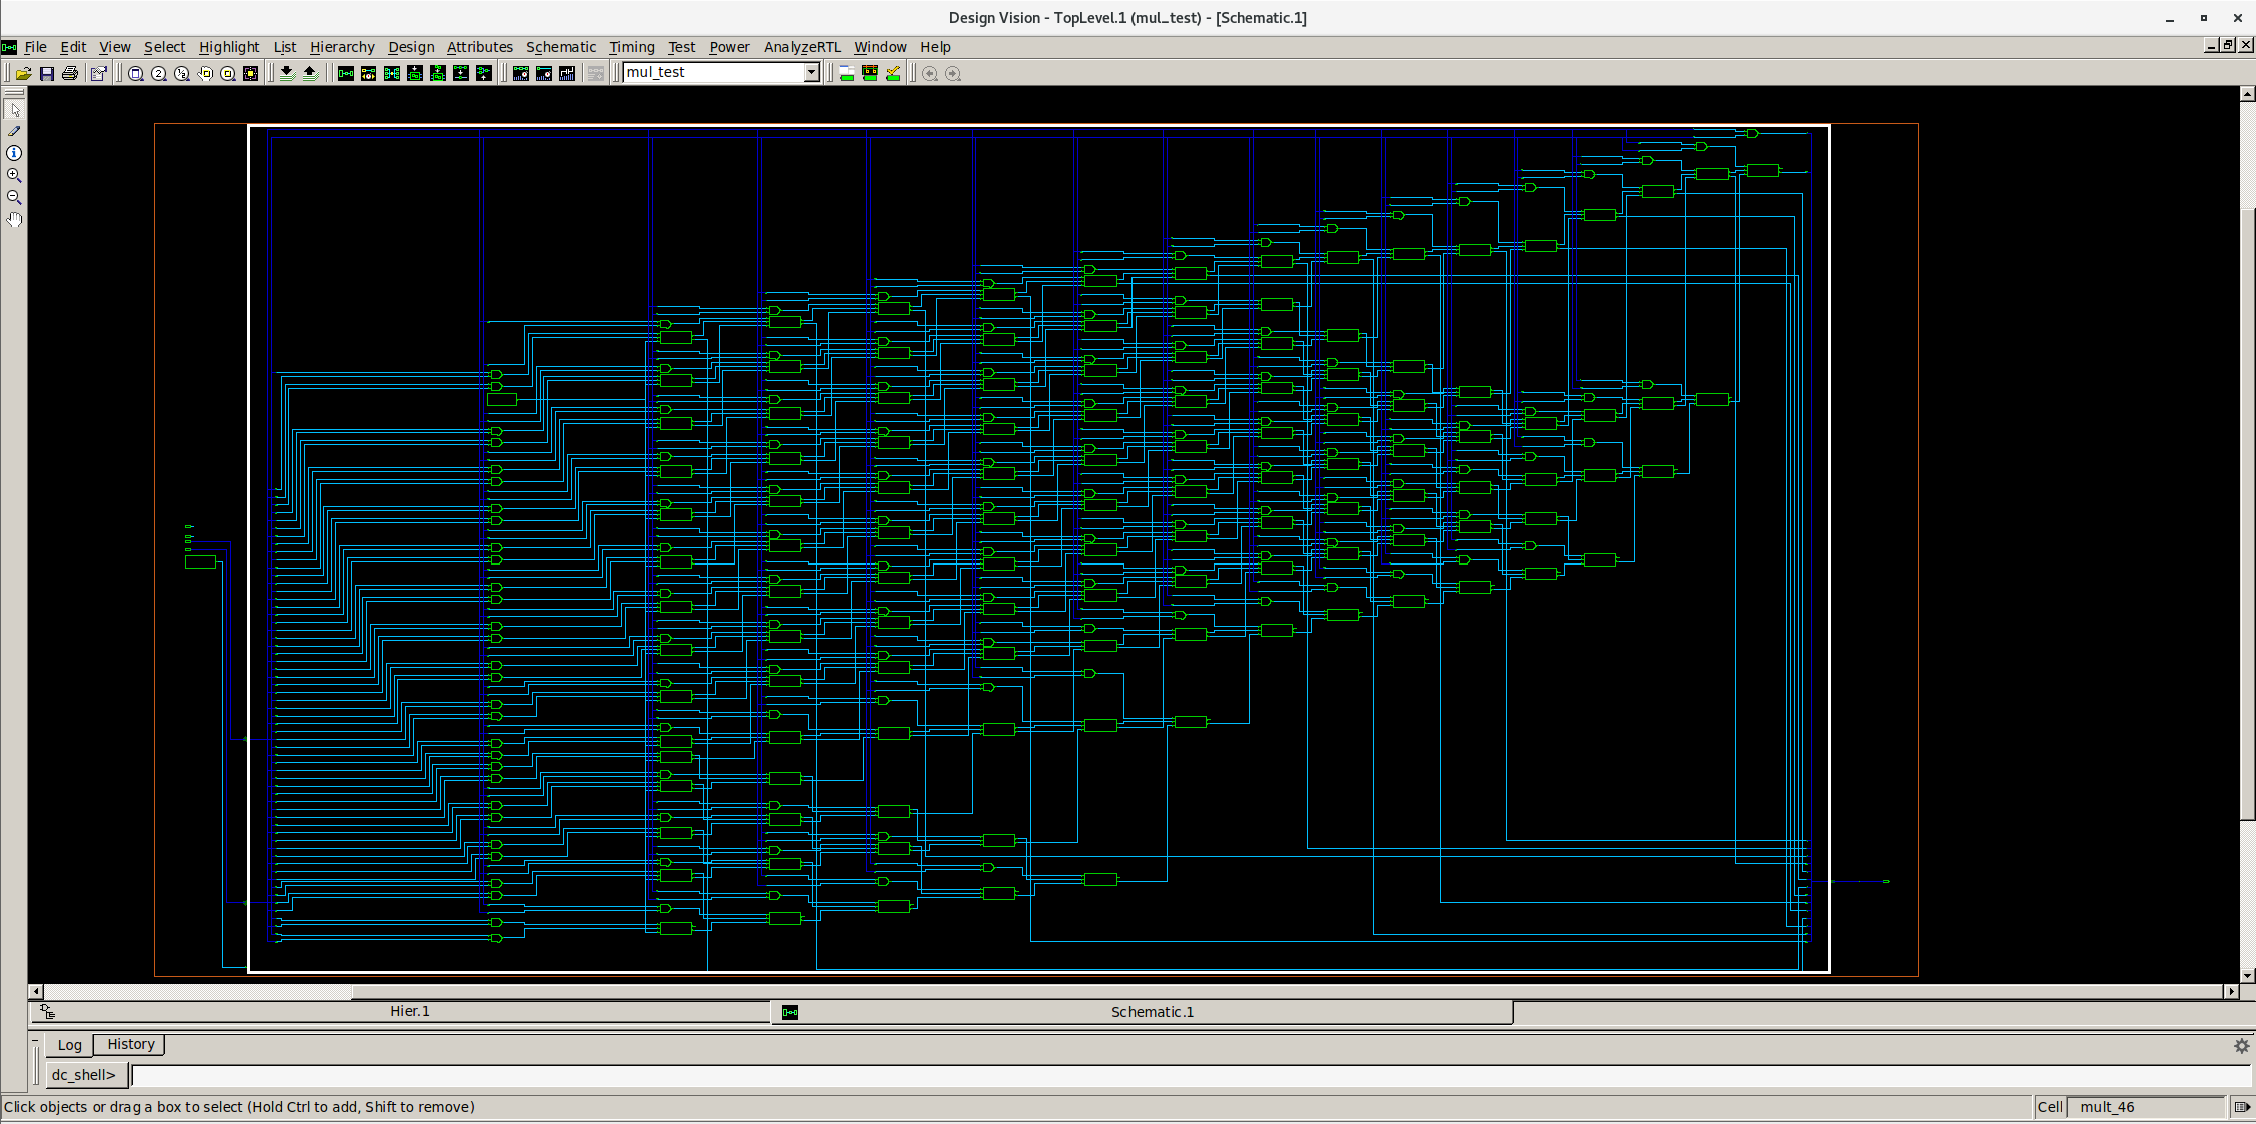 Design Vision - TopLevel.1 (mul_test) - [Schematic.1]
File Edit View Select Highlight List Hierarchy Design Attributes Schematic Timing Test Power AnalyzeRTL Window Help
mul_test
Hier.1 Schematic.1
Log History
dc_shell>
Click objects or drag a box to select (Hold Ctrl to add, Shift to remove) Cell mult_46